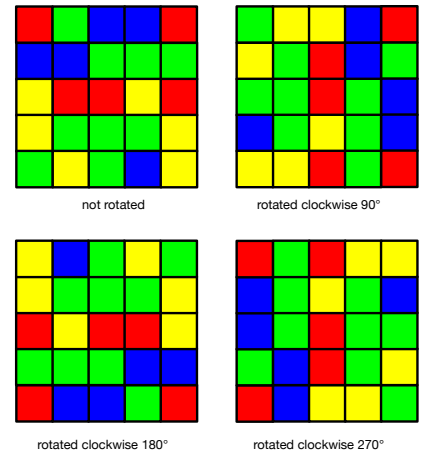 not rotated
rotated clockwise 90°
rotated clockwise 180°
rotated clockwise 270°